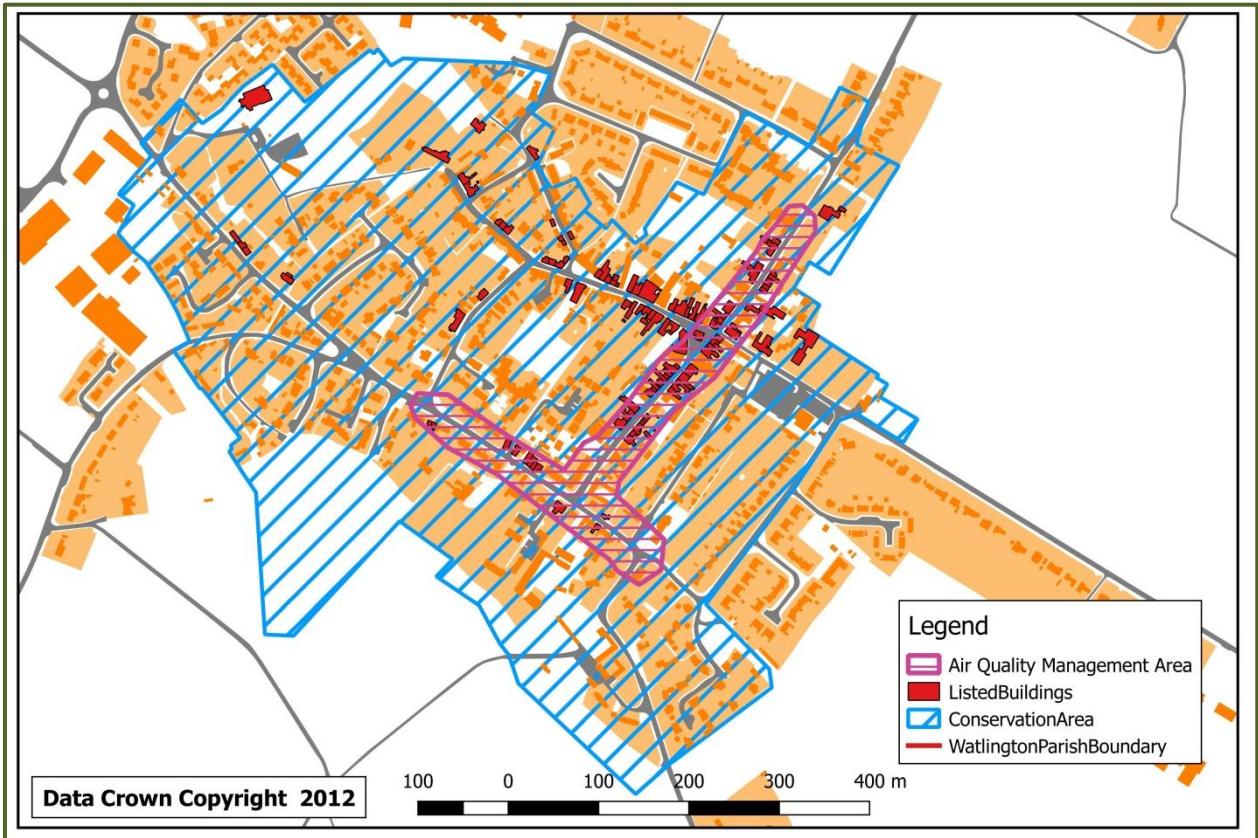 Legend
Air Quality Management Area
ListedBuildings
ConservationArea
WatlingtonParishBoundary
Data Crown Copyright 2012
100 0 100 200 300 400 m